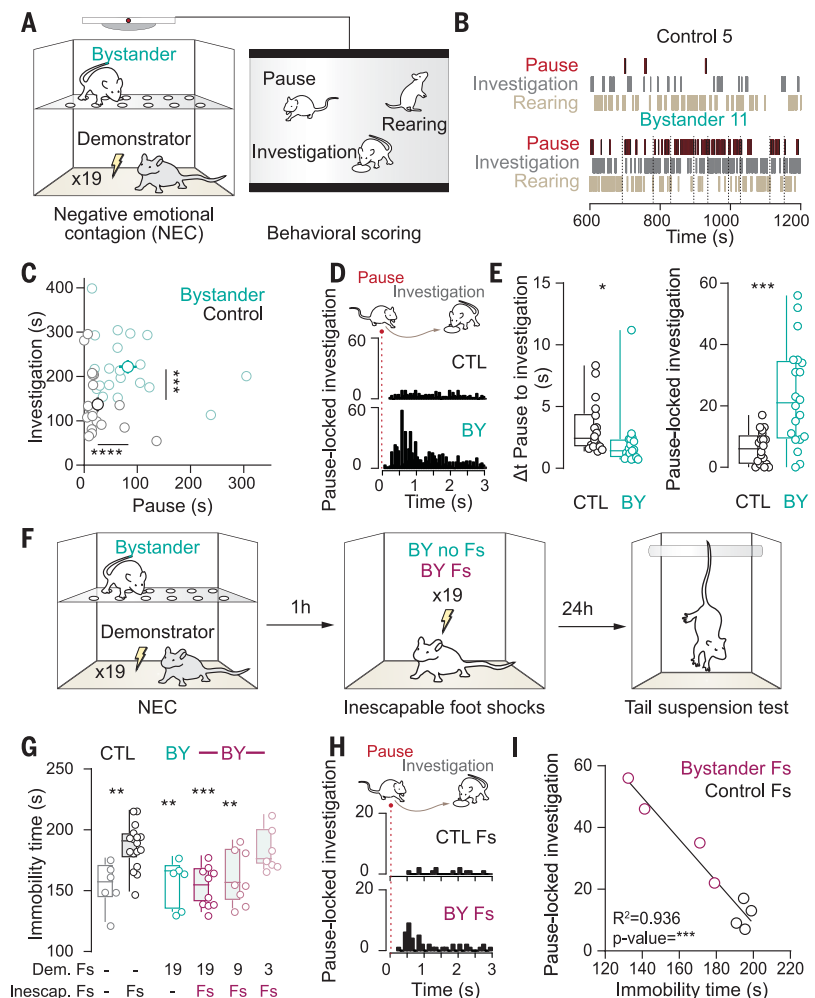 A
Bystander
Demonstrator
x19
Negative emotional
contagion (NEC)
Pause
Rearing
Investigation
Behavioral scoring
B
Control 5
Pause
Investigation
Rearing
Bystander 11
Pause
Investigation
Rearing
600 800 1000 1200
Time (s)
C
Investigation (s)
400
300
200
100
0
Bystander
Control
***
****
0 100 200 300
Pause (s)
D
Pause
Investigation
Pause-locked investigation
60
CTL
0
60
BY
0
0 1 2 3
Time (s)
E
Δt Pause to investigation
(s)
15
10
5
0
*
CTL BY
Pause-locked investigation
60
40
20
0
***
CTL BY
F
Bystander
Demonstrator
x19
NEC
1h
BY no Fs
BY Fs
x19
Inescapable foot shocks
24h
Tail suspension test
G
CTL BY BY
Immobility time (s)
250
200
150
100
** ** *** **
Dem. Fs - - 19 19 9 3
Inescap. Fs - Fs - Fs Fs Fs
H
Pause
Investigation
Pause-locked investigation
20
CTL Fs
0
20
BY Fs
0
0 1 2 3
Time (s)
I
Pause-locked investigation
60
40
20
0
Bystander Fs
Control Fs
R²=0.936
p-value=***
120 140 160 180 200 220
Immobility time (s)